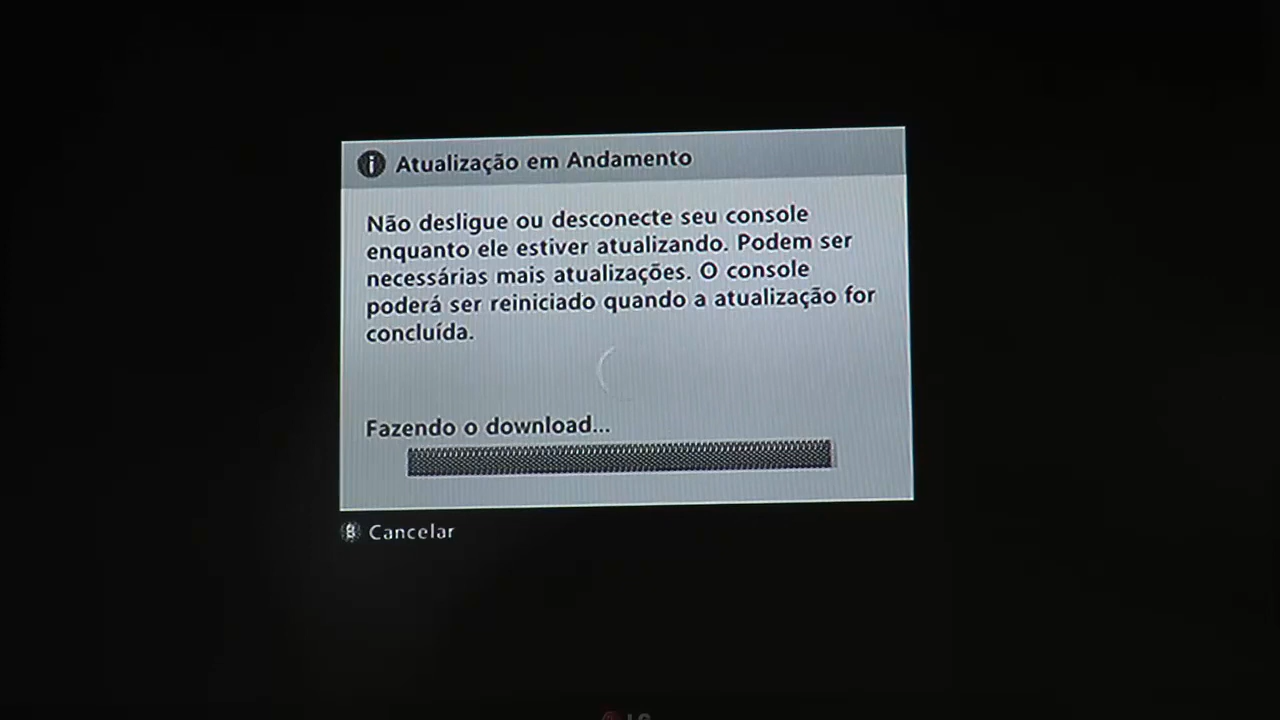 Atualização em Andamento
Não desligue ou desconecte seu console
enquanto ele estiver atualizando. Podem ser
necessárias mais atualizações. O console
poderá ser reiniciado quando a atualização for
concluída.
Fazendo o download...
B Cancelar
LG